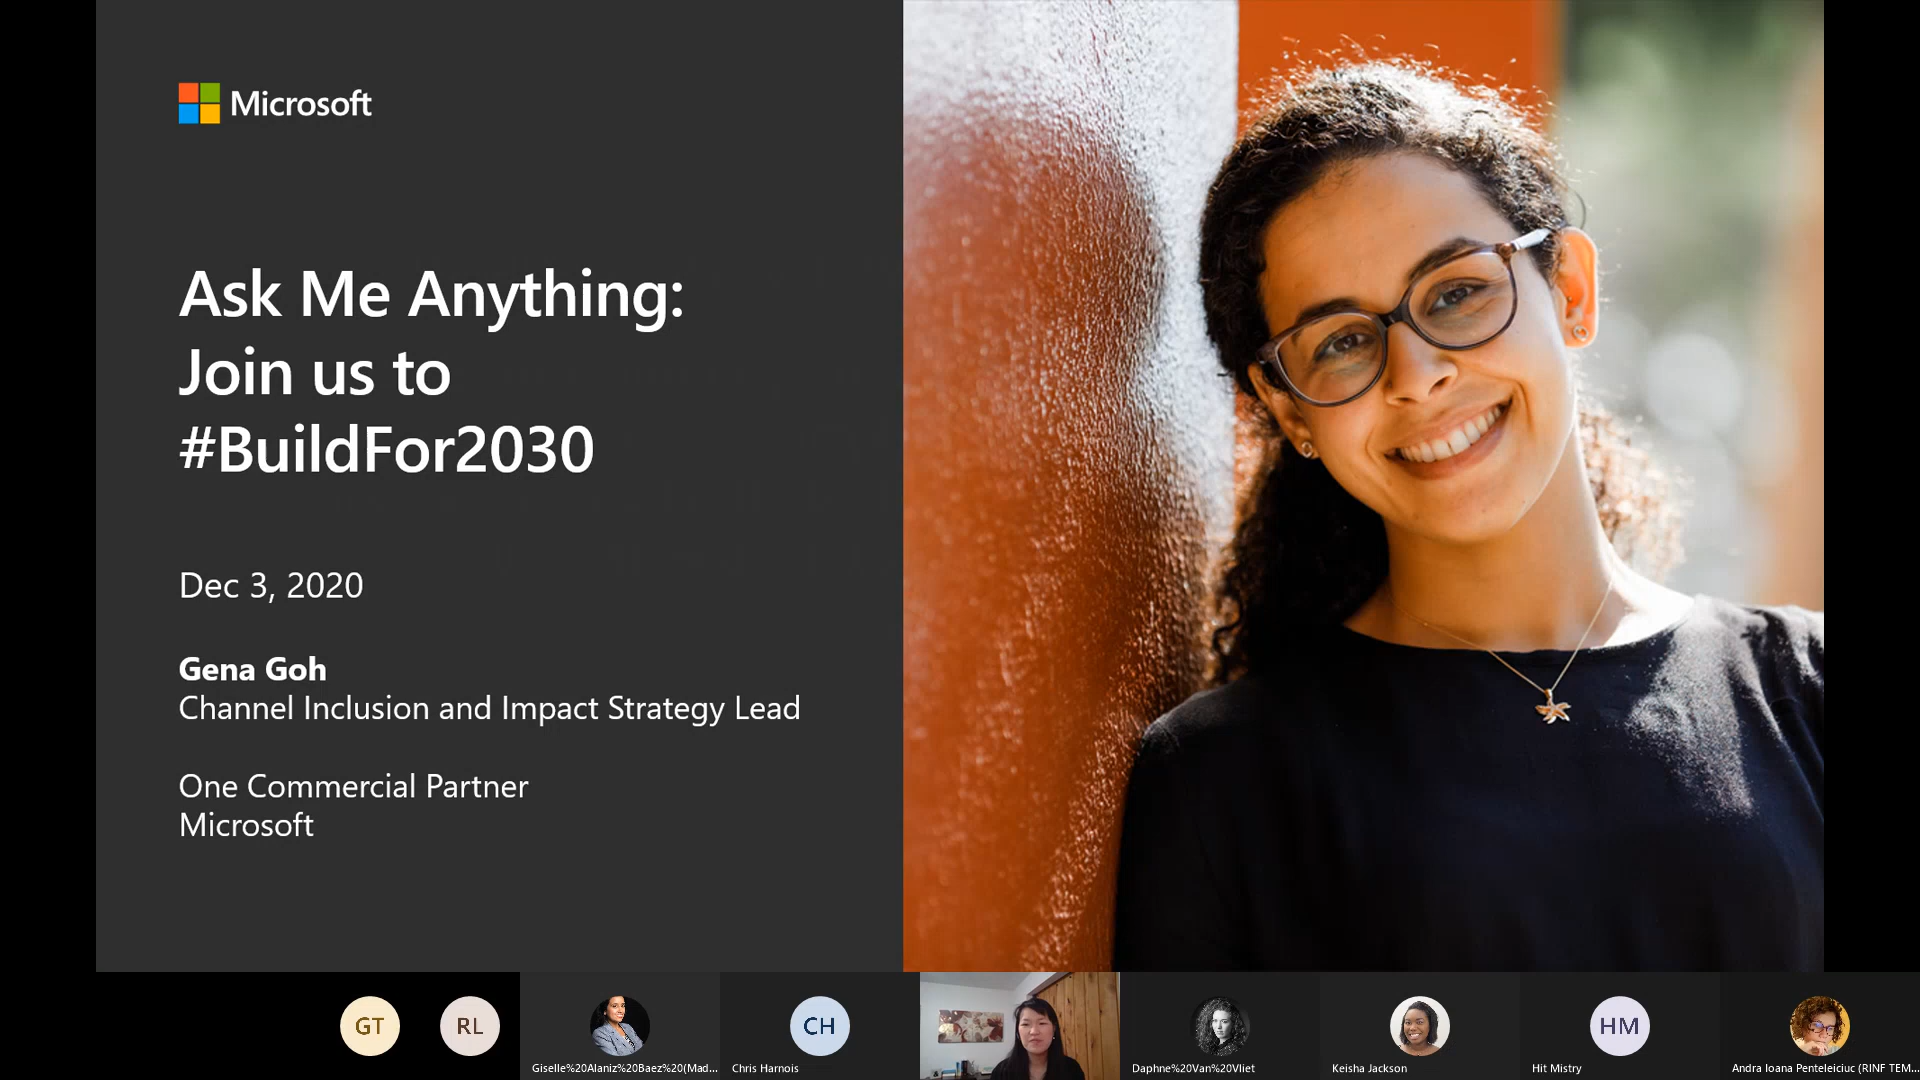 Microsoft
Ask Me Anything:
Join us to
#BuildFor2030
Dec 3, 2020
Gena Goh
Channel Inclusion and Impact Strategy Lead
One Commercial Partner
Microsoft
GT
RL
CH
HM
Giselle%20Alaniz%20Baez%20(Mad...
Chris Harnois
Daphne%20Van%20Vliet
Keisha Jackson
Hit Mistry
Andra Ioana Penteleiciuc (RINF TEM...